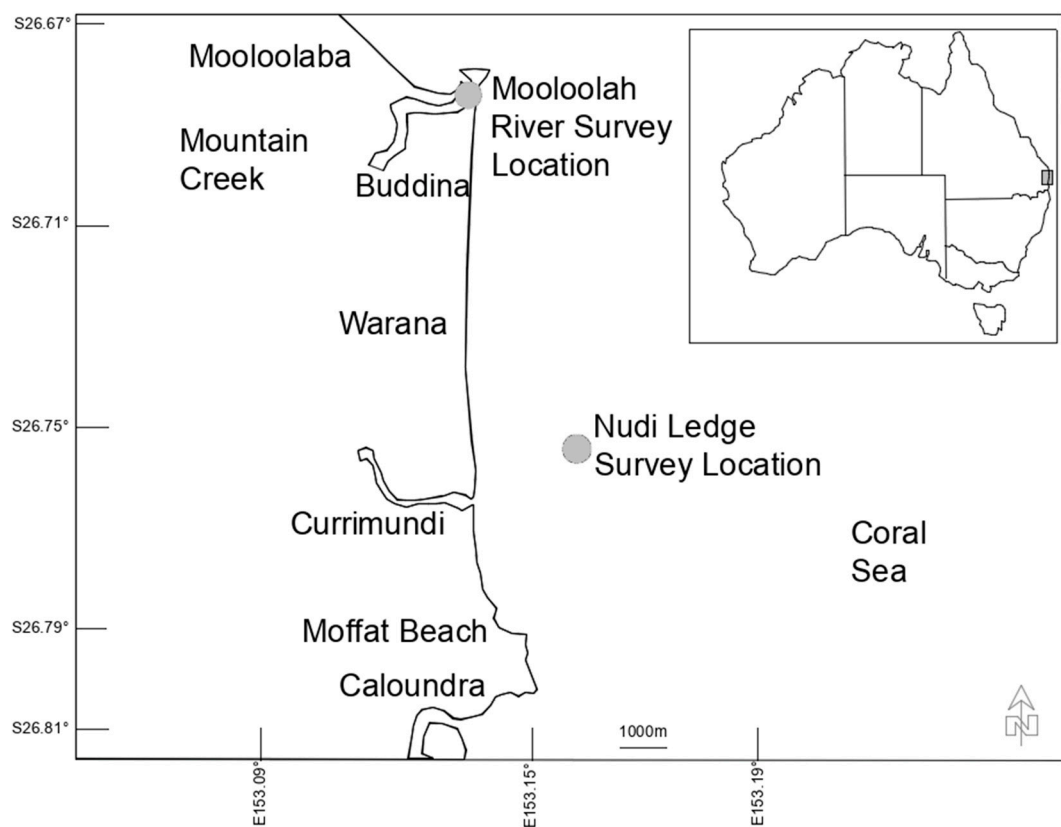 S26.67°
Mooloolaba
Mooloolah
River Survey
Location
Mountain
Creek
Buddina
S26.71°
Warana
S26.75°
Nudi Ledge
Survey Location
Currimundi
Coral
Sea
S26.79°
Moffat Beach
Caloundra
S26.81°
1000m
N
E153.09°
E153.15°
E153.19°